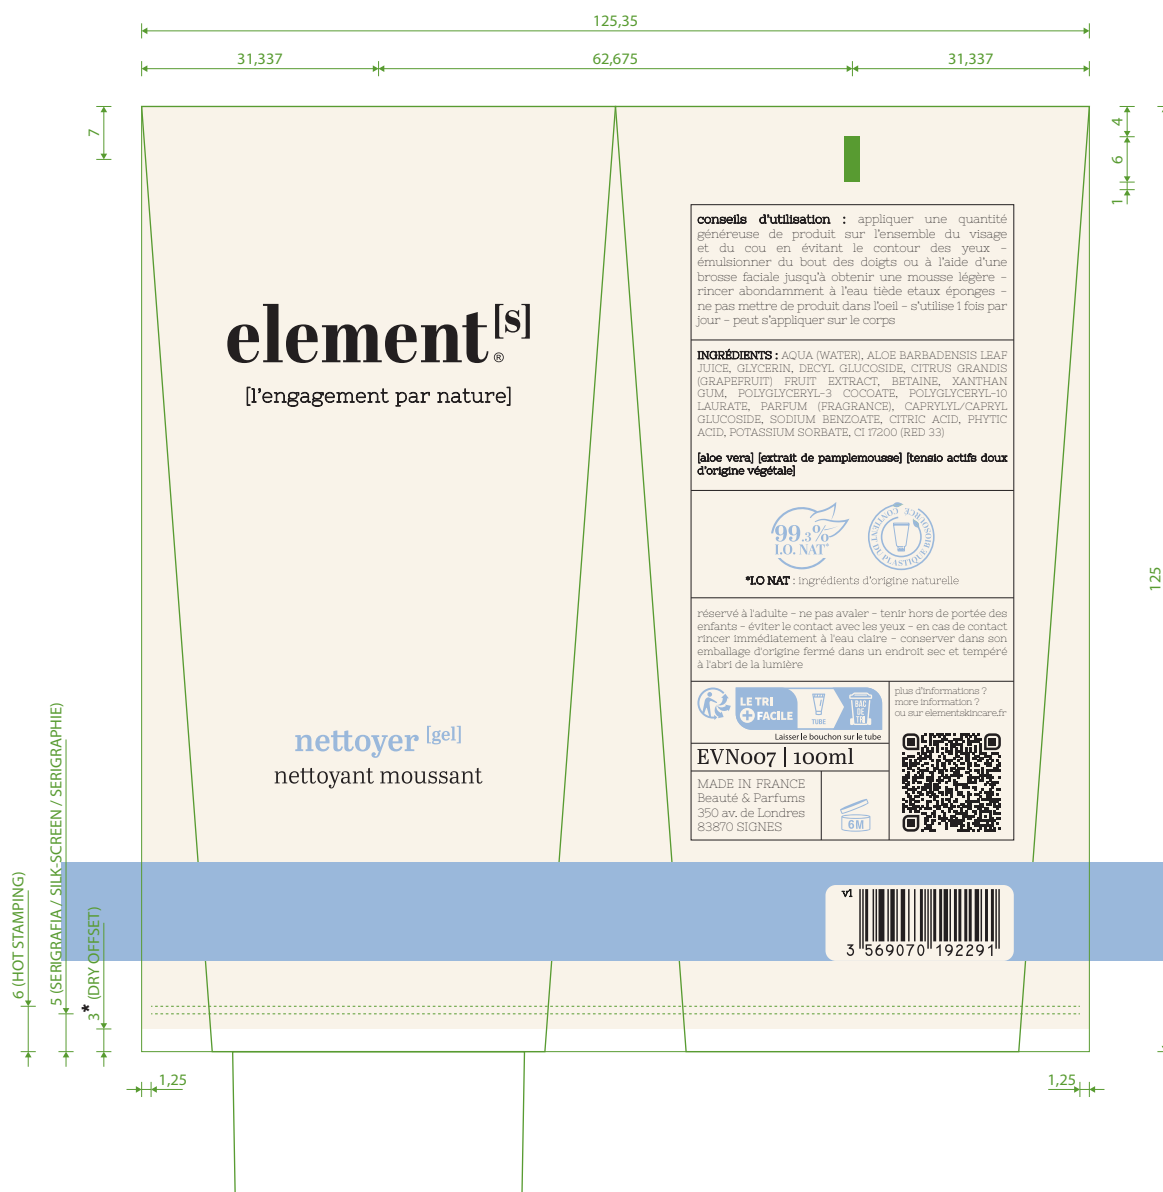 125,35
31,337
62,675
31,337
7
4
6
1
conseils d'utilisation : appliquer une quantité
généreuse de produit sur l'ensemble du visage
et du cou en évitant le contour des yeux –
émulsionner du bout des doigts ou à l'aide d'une
brosse faciale jusqu'à obtenir une mousse légère –
rincer abondamment à l'eau tiède etaux éponges –
ne pas mettre de produit dans l'oeil – s'utilise 1 fois par
jour – peut s'appliquer sur le corps
element[s]®
[l'engagement par nature]
INGRÉDIENTS : AQUA (WATER), ALOE BARBADENSIS LEAF
JUICE, GLYCERIN, DECYL GLUCOSIDE, CITRUS GRANDIS
(GRAPEFRUIT) FRUIT EXTRACT, BETAINE, XANTHAN
GUM, POLYGLYCERYL-3 COCOATE, POLYGLYCERYL-10
LAURATE, PARFUM (FRAGRANCE), CAPRYLYL/CAPRYL
GLUCOSIDE, SODIUM BENZOATE, CITRIC ACID, PHYTIC
ACID, POTASSIUM SORBATE, CI 17200 (RED 33)
[aloe vera] [extrait de pamplemousse] [tensio actifs doux
d'origine végétale]
99.3%
I.O. NAT*
CONTIENT DU PLASTIQUE BIOSOURCÉ
*I.O NAT : ingrédients d'origine naturelle
125
réservé à l'adulte – ne pas avaler – tenir hors de portée des
enfants – éviter le contact avec les yeux – en cas de contact
rincer immédiatement à l'eau claire – conserver dans son
emballage d'origine fermé dans un endroit sec et tempéré
à l'abri de la lumière
nettoyer [gel]
nettoyant moussant
LE TRI
+ FACILE
TUBE
BAC
DE
TRI
Laisser le bouchon sur le tube
plus d'informations ?
more information ?
ou sur elementskincare.fr
EVN007 | 100ml
MADE IN FRANCE
Beauté & Parfums
350 av. de Londres
83870 SIGNES
6M
v1
3 569070 192291
6 (HOT STAMPING)
5 (SERIGRAFIA / SILK-SCREEN / SERIGRAPHIE)
3* (DRY OFFSET)
1,25
1,25